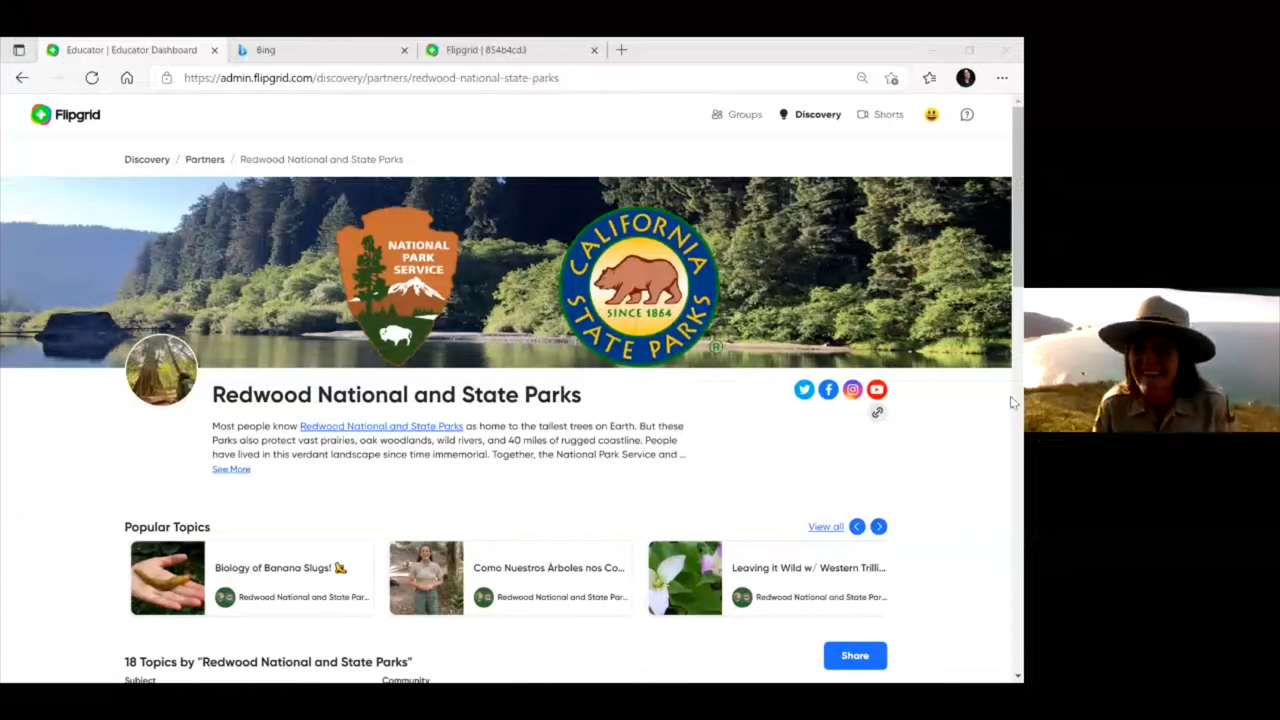 Educator | Educator Dashboard
Bing
Flipgrid | 854b4cd3
https://admin.flipgrid.com/discovery/partners/redwood-national-state-parks
Flipgrid
Groups
Discovery
Shorts
Discovery / Partners / Redwood National and State Parks
NATIONAL
PARK
SERVICE
CALIFORNIA
SINCE 1864
STATE PARKS
®
Redwood National and State Parks
Most people know Redwood National and State Parks as home to the tallest trees on Earth. But these
Parks also protect vast prairies, oak woodlands, wild rivers, and 40 miles of rugged coastline. People
have lived in this verdant landscape since time immemorial. Together, the National Park Service and ...
See More
Popular Topics
View all
Biology of Banana Slugs!
Redwood National and State Par...
Como Nuestros Árboles nos Co...
Redwood National and State Par...
Leaving it Wild w/ Western Trilli...
Redwood National and State Par...
18 Topics by "Redwood National and State Parks"
Share
Subject
Community